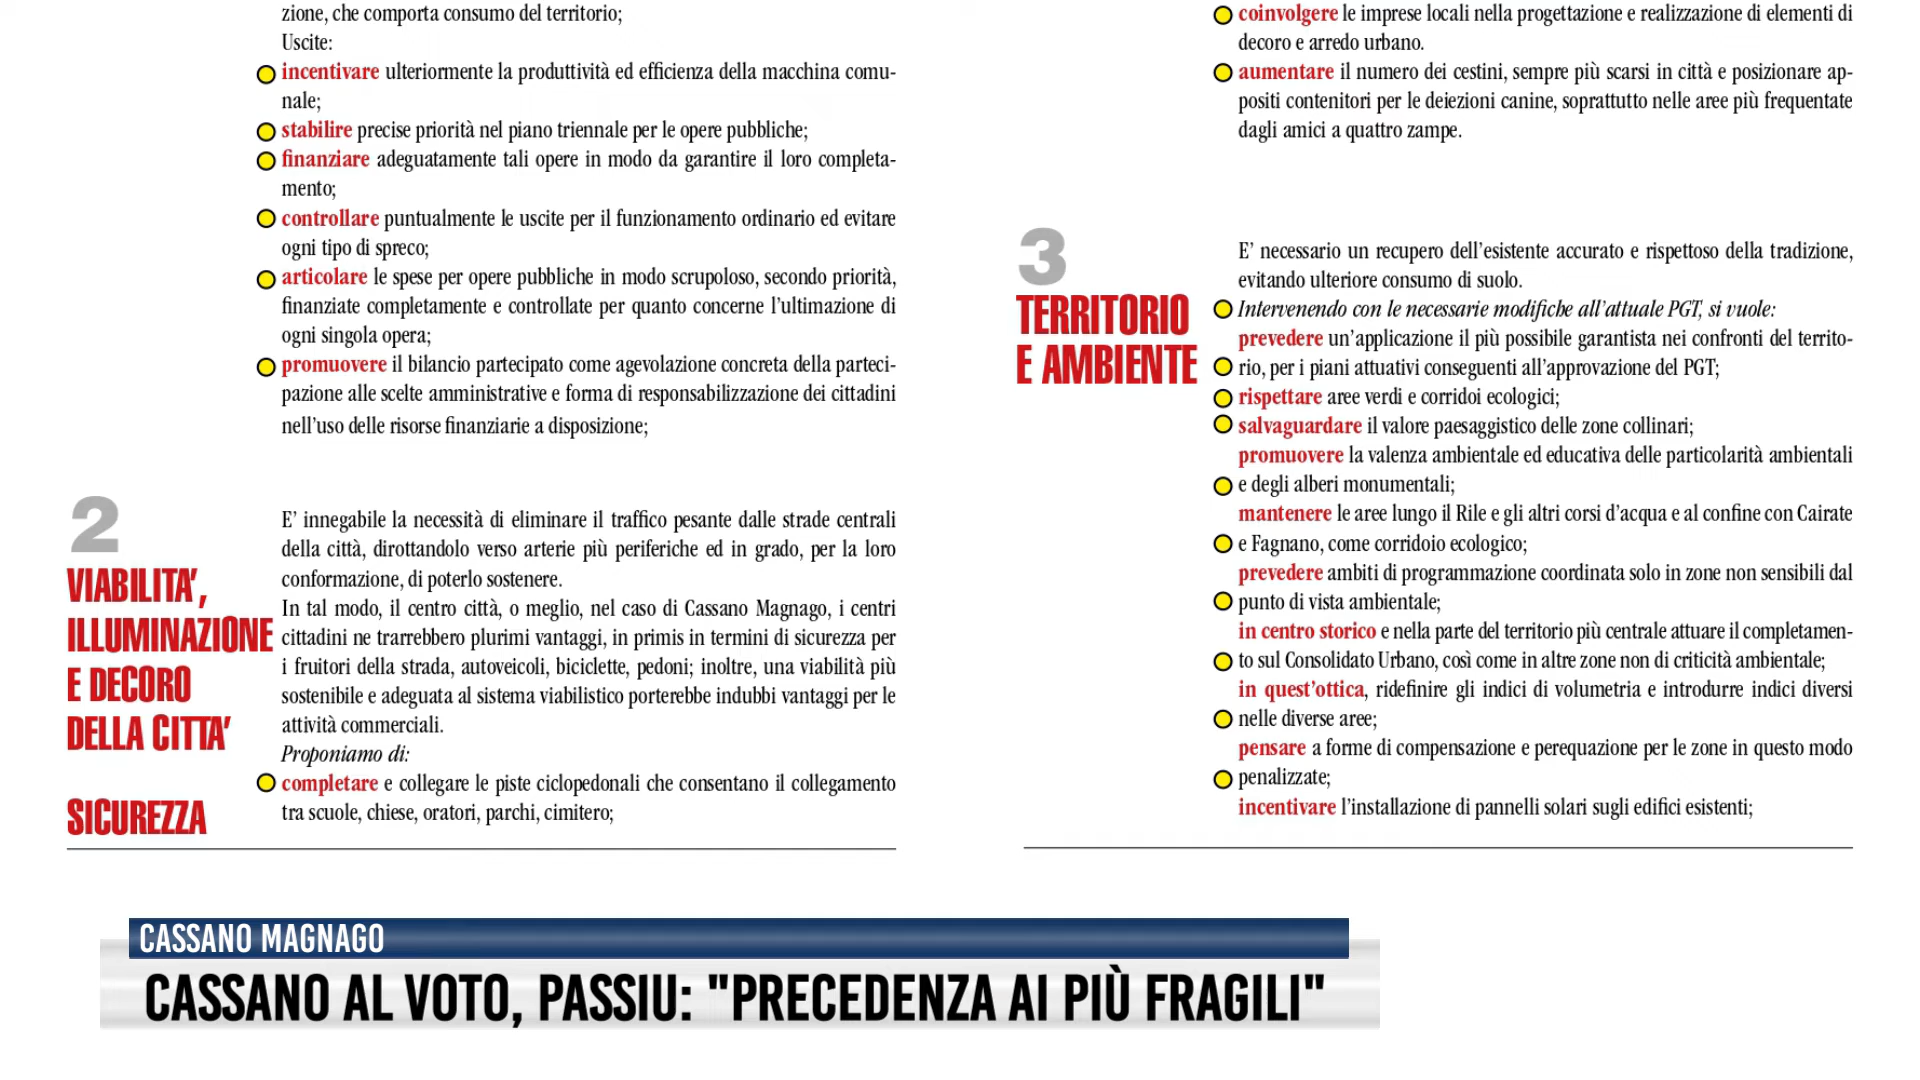 zione, che comporta consumo del territorio;
Uscite:
incentivare ulteriormente la produttività ed efficienza della macchina comu-
nale;
stabilire precise priorità nel piano triennale per le opere pubbliche;
finanziare adeguatamente tali opere in modo da garantire il loro completa-
mento;
controllare puntualmente le uscite per il funzionamento ordinario ed evitare
ogni tipo di spreco;
articolare le spese per opere pubbliche in modo scrupoloso, secondo priorità,
finanziate completamente e controllate per quanto concerne l'ultimazione di
ogni singola opera;
promuovere il bilancio partecipato come agevolazione concreta della parteci-
pazione alle scelte amministrative e forma di responsabilizzazione dei cittadini
nell'uso delle risorse finanziarie a disposizione;
2
VIABILITA',
ILLUMINAZIONE
E DECORO
DELLA CITTA'
SICUREZZA
E' innegabile la necessità di eliminare il traffico pesante dalle strade centrali
della città, dirottandolo verso arterie più periferiche ed in grado, per la loro
conformazione, di poterlo sostenere.
In tal modo, il centro città, o meglio, nel caso di Cassano Magnago, i centri
cittadini ne trarrebbero plurimi vantaggi, in primis in termini di sicurezza per
i fruitori della strada, autoveicoli, biciclette, pedoni; inoltre, una viabilità più
sostenibile e adeguata al sistema viabilistico porterebbe indubbi vantaggi per le
attività commerciali.
Proponiamo di:
completare e collegare le piste ciclopedonali che consentano il collegamento
tra scuole, chiese, oratori, parchi, cimitero;
coinvolgere le imprese locali nella progettazione e realizzazione di elementi di
decoro e arredo urbano.
aumentare il numero dei cestini, sempre più scarsi in città e posizionare ap-
positi contenitori per le deiezioni canine, soprattutto nelle aree più frequentate
dagli amici a quattro zampe.
3
TERRITORIO
E AMBIENTE
E' necessario un recupero dell'esistente accurato e rispettoso della tradizione,
evitando ulteriore consumo di suolo.
Intervenendo con le necessarie modifiche all'attuale PGT, si vuole:
prevedere un'applicazione il più possibile garantista nei confronti del territo-
rio, per i piani attuativi conseguenti all'approvazione del PGT;
rispettare aree verdi e corridoi ecologici;
salvaguardare il valore paesaggistico delle zone collinari;
promuovere la valenza ambientale ed educativa delle particolarità ambientali
e degli alberi monumentali;
mantenere le aree lungo il Rile e gli altri corsi d'acqua e al confine con Cairate
e Fagnano, come corridoio ecologico;
prevedere ambiti di programmazione coordinata solo in zone non sensibili dal
punto di vista ambientale;
in centro storico e nella parte del territorio più centrale attuare il completamen-
to sul Consolidato Urbano, così come in altre zone non di criticità ambientale;
in quest'ottica, ridefinire gli indici di volumetria e introdurre indici diversi
nelle diverse aree;
pensare a forme di compensazione e perequazione per le zone in questo modo
penalizzate;
incentivare l'installazione di pannelli solari sugli edifici esistenti;
CASSANO MAGNAGO
CASSANO AL VOTO, PASSIU: "PRECEDENZA AI PIÙ FRAGILI"